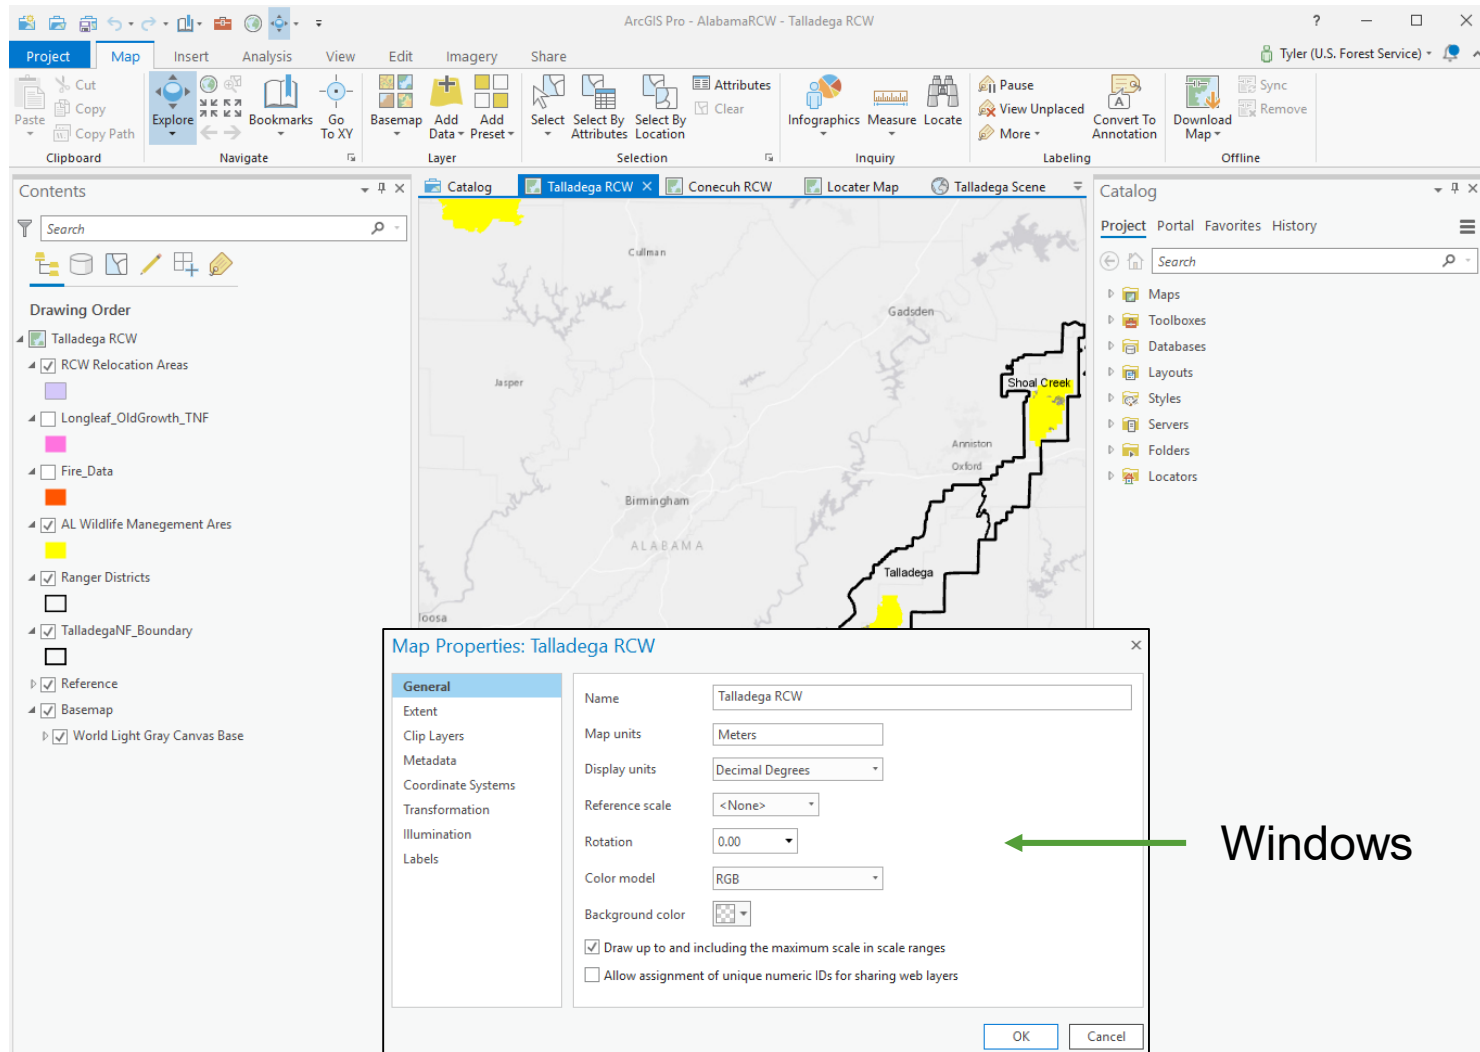 ArcGIS Pro - AlabamaRCW - Talladega RCW
?
Project Map Insert Analysis View Edit Imagery Share
Tyler (U.S. Forest Service)
Paste
Cut
Copy
Copy Path
Clipboard
Explore
Bookmarks
Go To XY
Navigate
Basemap
Add Data
Add Preset
Layer
Select
Select By Attributes
Select By Location
Attributes
Clear
Selection
Infographics
Measure
Locate
Inquiry
Pause
View Unplaced
More
Convert To Annotation
Labeling
Download Map
Sync
Remove
Offline
Contents
Search
Drawing Order
Talladega RCW
RCW Relocation Areas
Longleaf_OldGrowth_TNF
Fire_Data
AL Wildlife Manegement Ares
Ranger Districts
TalladegaNF_Boundary
Reference
Basemap
World Light Gray Canvas Base
Catalog Talladega RCW Conecuh RCW Locater Map Talladega Scene
Cullman
Gadsden
Jasper
Shoal Creek
Anniston
Oxford
Birmingham
ALABAMA
Talladega
loosa
Catalog
Project Portal Favorites History
Search
Maps
Toolboxes
Databases
Layouts
Styles
Servers
Folders
Locators
Map Properties: Talladega RCW
General
Extent
Clip Layers
Metadata
Coordinate Systems
Transformation
Illumination
Labels
Name Talladega RCW
Map units Meters
Display units Decimal Degrees
Reference scale <None>
Rotation 0.00
Color model RGB
Background color
Draw up to and including the maximum scale in scale ranges
Allow assignment of unique numeric IDs for sharing web layers
OK Cancel
Windows